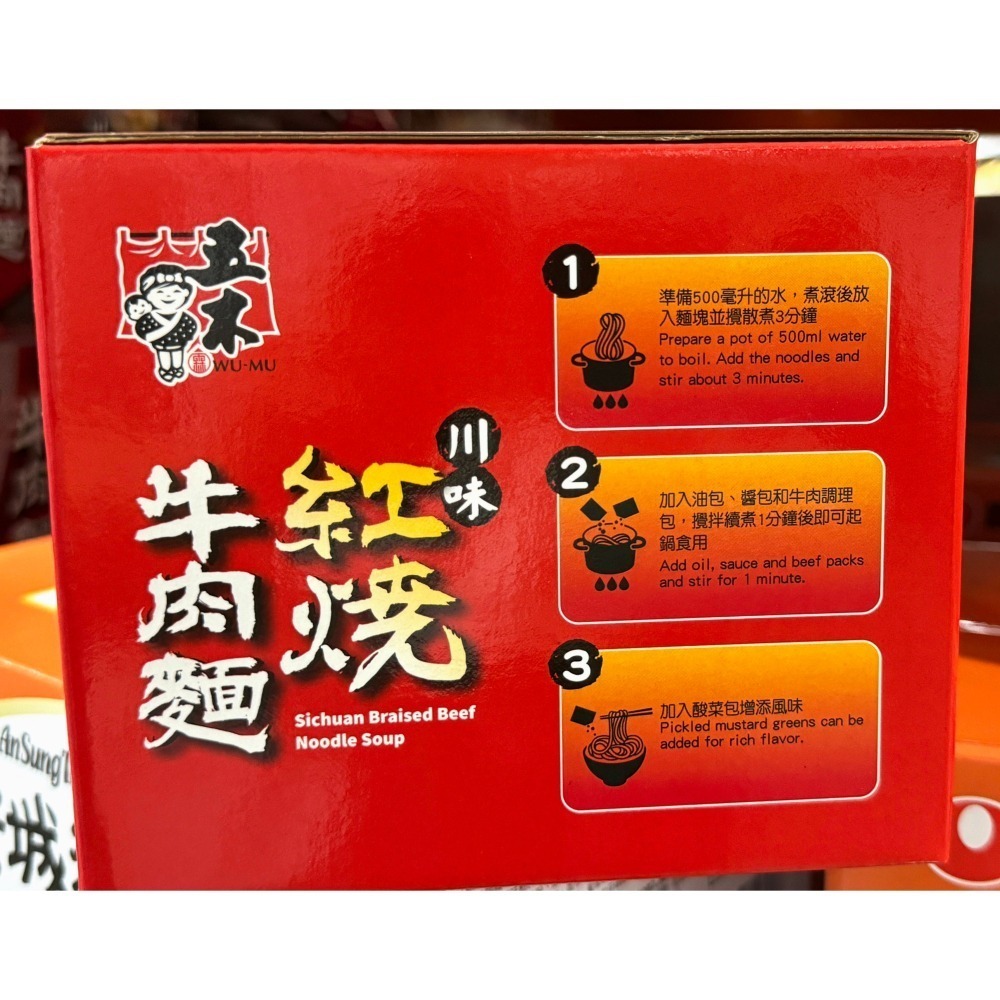 五木
WU-MU
川味
紅燒
牛肉麵
Sichuan Braised Beef
Noodle Soup
1
準備500毫升的水，煮滾後放
入麵塊並攪散煮3分鐘
Prepare a pot of 500ml water
to boil. Add the noodles and
stir about 3 minutes.
2
加入油包、醬包和牛肉調理
包，攪拌續煮1分鐘後即可起
鍋食用
Add oil, sauce and beef packs
and stir for 1 minute.
3
加入酸菜包增添風味
Pickled mustard greens can be
added for rich flavor.
AnSung
城